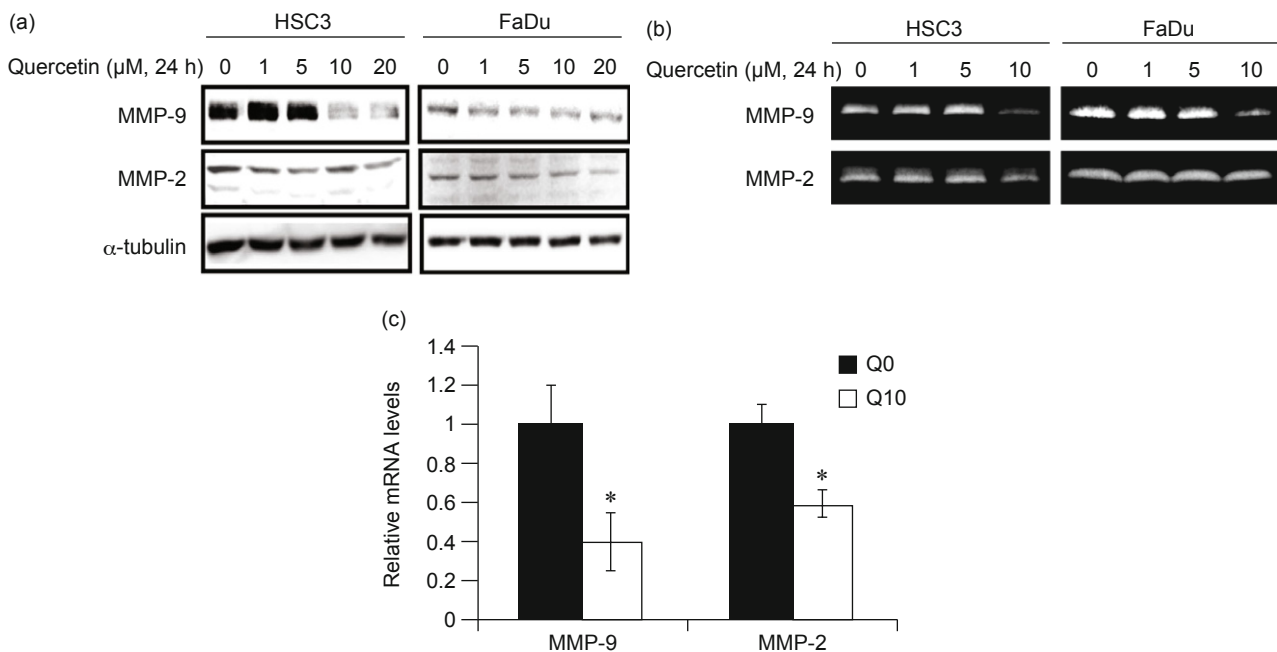 (a)
HSC3 FaDu
Quercetin (µM, 24 h) 0 1 5 10 20 0 1 5 10 20
MMP-9
MMP-2
α-tubulin
(b)
HSC3 FaDu
Quercetin (µM, 24 h) 0 1 5 10 0 1 5 10
MMP-9
MMP-2
(c)
Relative mRNA levels
1.4
1.2
1
0.8
0.6
0.4
0.2
0
* *
MMP-9 MMP-2
Q0
Q10